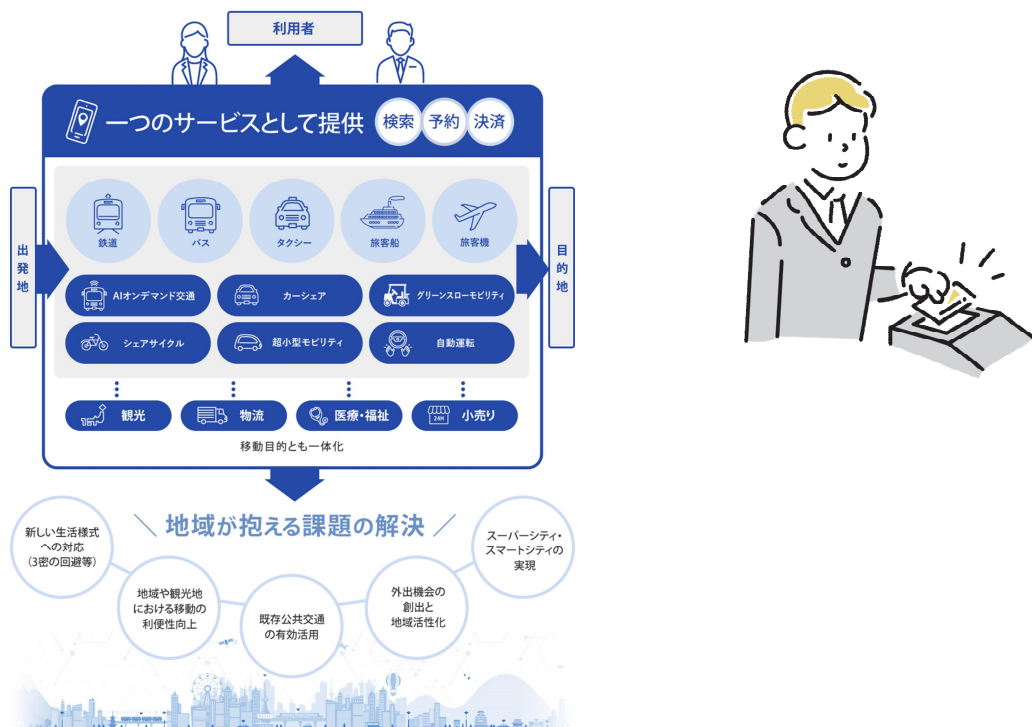 利用者
一つのサービスとして提供
検索
予約
決済
出発地
鉄道
バス
タクシー
旅客船
旅客機
目的地
AIオンデマンド交通
カーシェア
グリーンスローモビリティ
シェアサイクル
超小型モビリティ
自動運転
観光
物流
医療・福祉
24H
小売り
移動目的とも一体化
地域が抱える課題の解決
新しい生活様式
への対応
(3密の回避等)
地域や観光地
における移動の
利便性向上
既存公共交通
の有効活用
外出機会の
創出と
地域活性化
スーパーシティ・
スマートシティの
実現